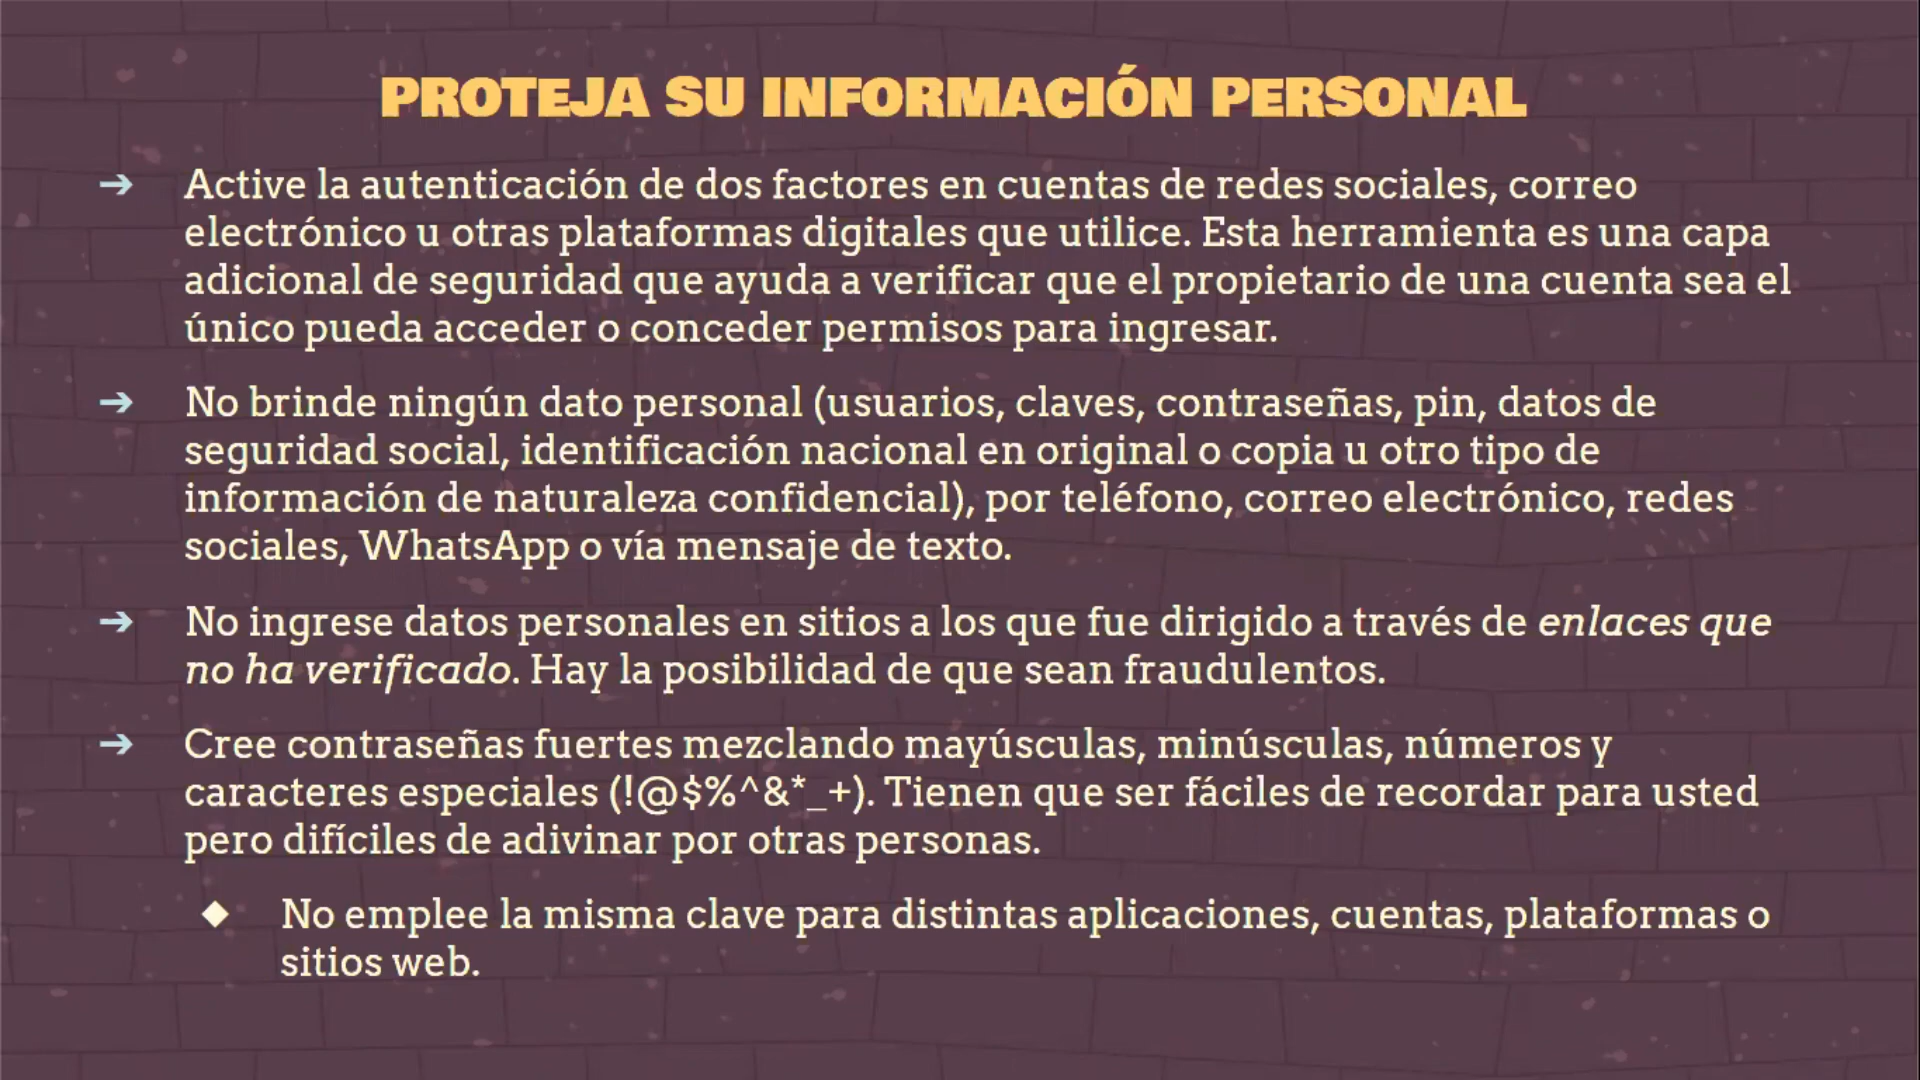 PROTEJA SU INFORMACIÓN PERSONAL
➔ Active la autenticación de dos factores en cuentas de redes sociales, correo
electrónico u otras plataformas digitales que utilice. Esta herramienta es una capa
adicional de seguridad que ayuda a verificar que el propietario de una cuenta sea el
único pueda acceder o conceder permisos para ingresar.
➔ No brinde ningún dato personal (usuarios, claves, contraseñas, pin, datos de
seguridad social, identificación nacional en original o copia u otro tipo de
información de naturaleza confidencial), por teléfono, correo electrónico, redes
sociales, WhatsApp o vía mensaje de texto.
➔ No ingrese datos personales en sitios a los que fue dirigido a través de enlaces que
no ha verificado. Hay la posibilidad de que sean fraudulentos.
➔ Cree contraseñas fuertes mezclando mayúsculas, minúsculas, números y
caracteres especiales (!@$%^&*_+). Tienen que ser fáciles de recordar para usted
pero difíciles de adivinar por otras personas.
◆ No emplee la misma clave para distintas aplicaciones, cuentas, plataformas o
sitios web.